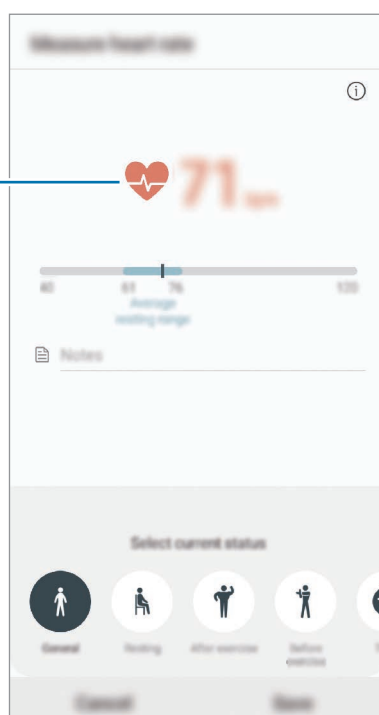 Measure heart rate
71 bpm
40 61 76 120
Average
resting range
Notes
Select current status
General Resting After exercise Before
exercise
Cancel Save